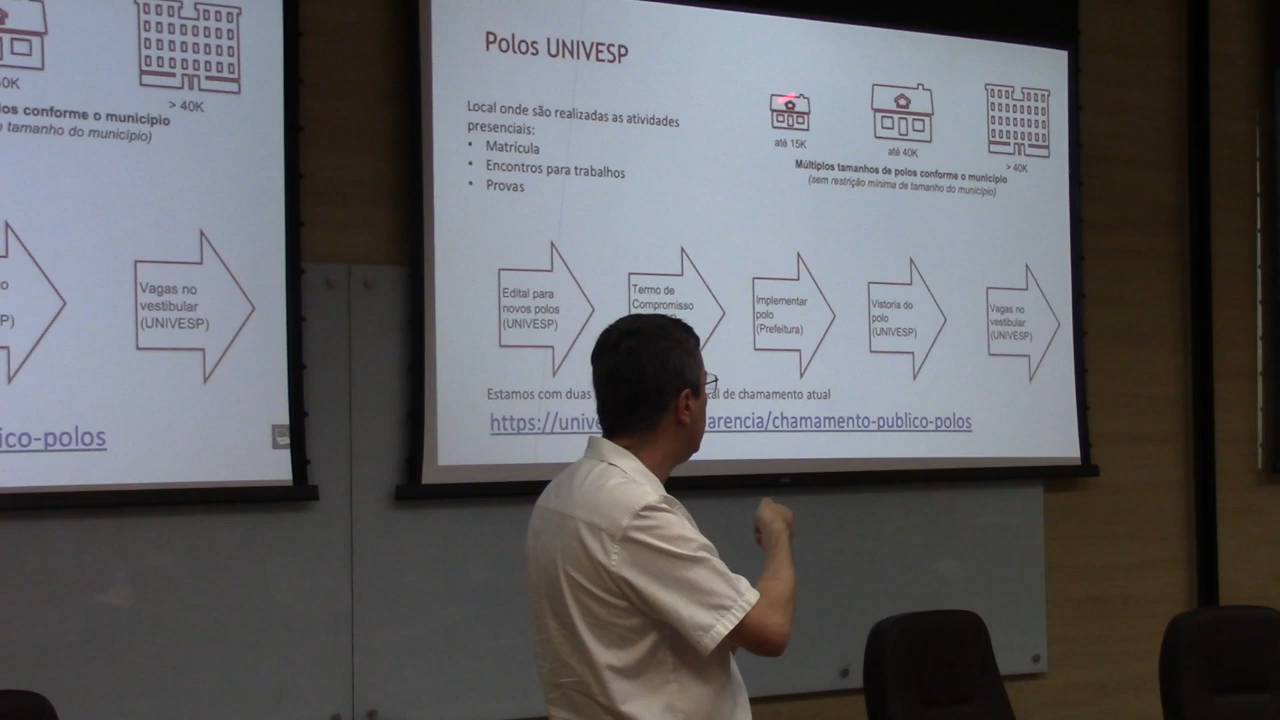 0K
> 40K
os conforme o município
tamanho do município)
o
P)
Vagas no
vestibular
(UNIVESP)
ico-polos
Polos UNIVESP
Local onde são realizadas as atividades
presenciais:
• Matrícula
• Encontros para trabalhos
• Provas
até 15K
até 40K
> 40K
Múltiplos tamanhos de polos conforme o município
(sem restrição mínima de tamanho do município)
Edital para
novos polos
(UNIVESP)
Termo de
Compromisso
Implementar
polo
(Prefeitura)
Vistoria do
polo
(UNIVESP)
Vagas no
vestibular
(UNIVESP)
Estamos com duas al de chamamento atual
https://unive arencia/chamamento-publico-polos